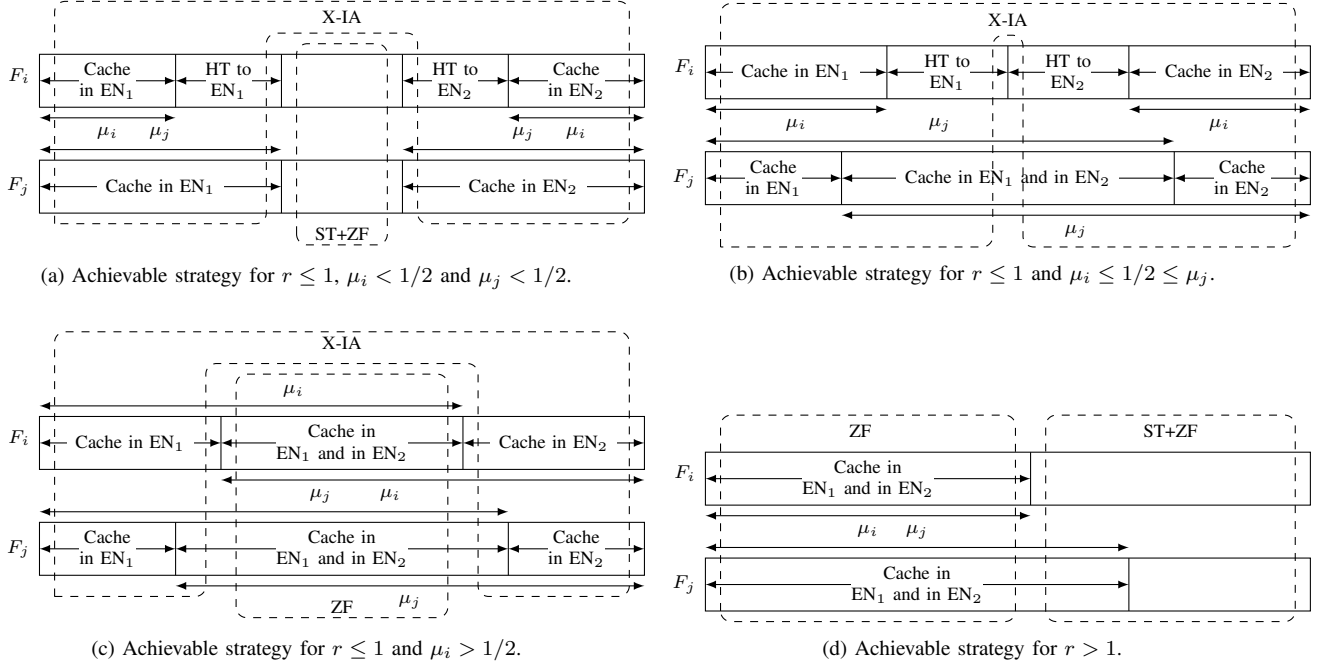 X-IA
F_i
Cache in EN_1
HT to EN_1
HT to EN_2
Cache in EN_2
μ_i μ_j
μ_j μ_i
F_j
Cache in EN_1
Cache in EN_2
ST+ZF
(a) Achievable strategy for r ≤ 1, μ_i < 1/2 and μ_j < 1/2.
X-IA
F_i
Cache in EN_1
HT to EN_1
HT to EN_2
Cache in EN_2
μ_i
μ_j
μ_i
F_j
Cache in EN_1
Cache in EN_1 and in EN_2
Cache in EN_2
μ_j
(b) Achievable strategy for r ≤ 1 and μ_i ≤ 1/2 ≤ μ_j.
X-IA
μ_i
F_i
Cache in EN_1
Cache in EN_1 and in EN_2
Cache in EN_2
μ_j μ_i
F_j
Cache in EN_1
Cache in EN_1 and in EN_2
Cache in EN_2
ZF
μ_j
(c) Achievable strategy for r ≤ 1 and μ_i > 1/2.
ZF
ST+ZF
F_i
Cache in EN_1 and in EN_2
μ_i μ_j
F_j
Cache in EN_1 and in EN_2
(d) Achievable strategy for r > 1.